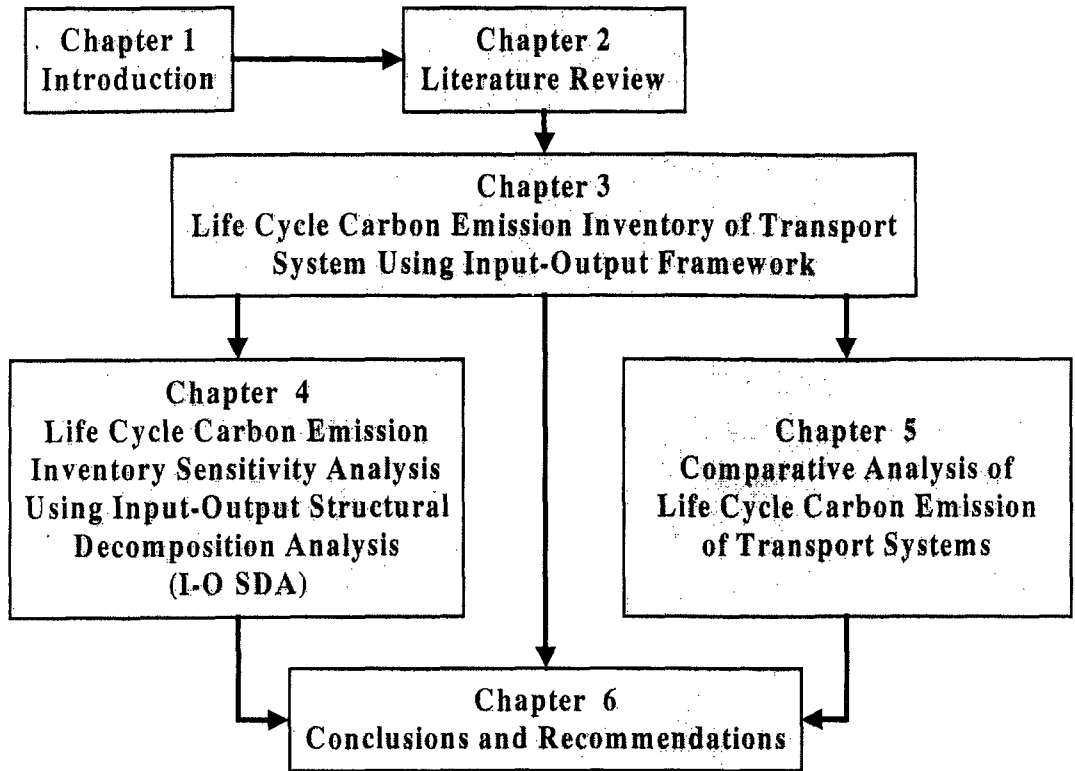 Chapter 1
Introduction
Chapter 2
Literature Review
Chapter 3
Life Cycle Carbon Emission Inventory of Transport
System Using Input-Output Framework
Chapter 4
Life Cycle Carbon Emission
Inventory Sensitivity Analysis
Using Input-Output Structural
Decomposition Analysis
(I-O SDA)
Chapter 5
Comparative Analysis of
Life Cycle Carbon Emission
of Transport Systems
Chapter 6
Conclusions and Recommendations